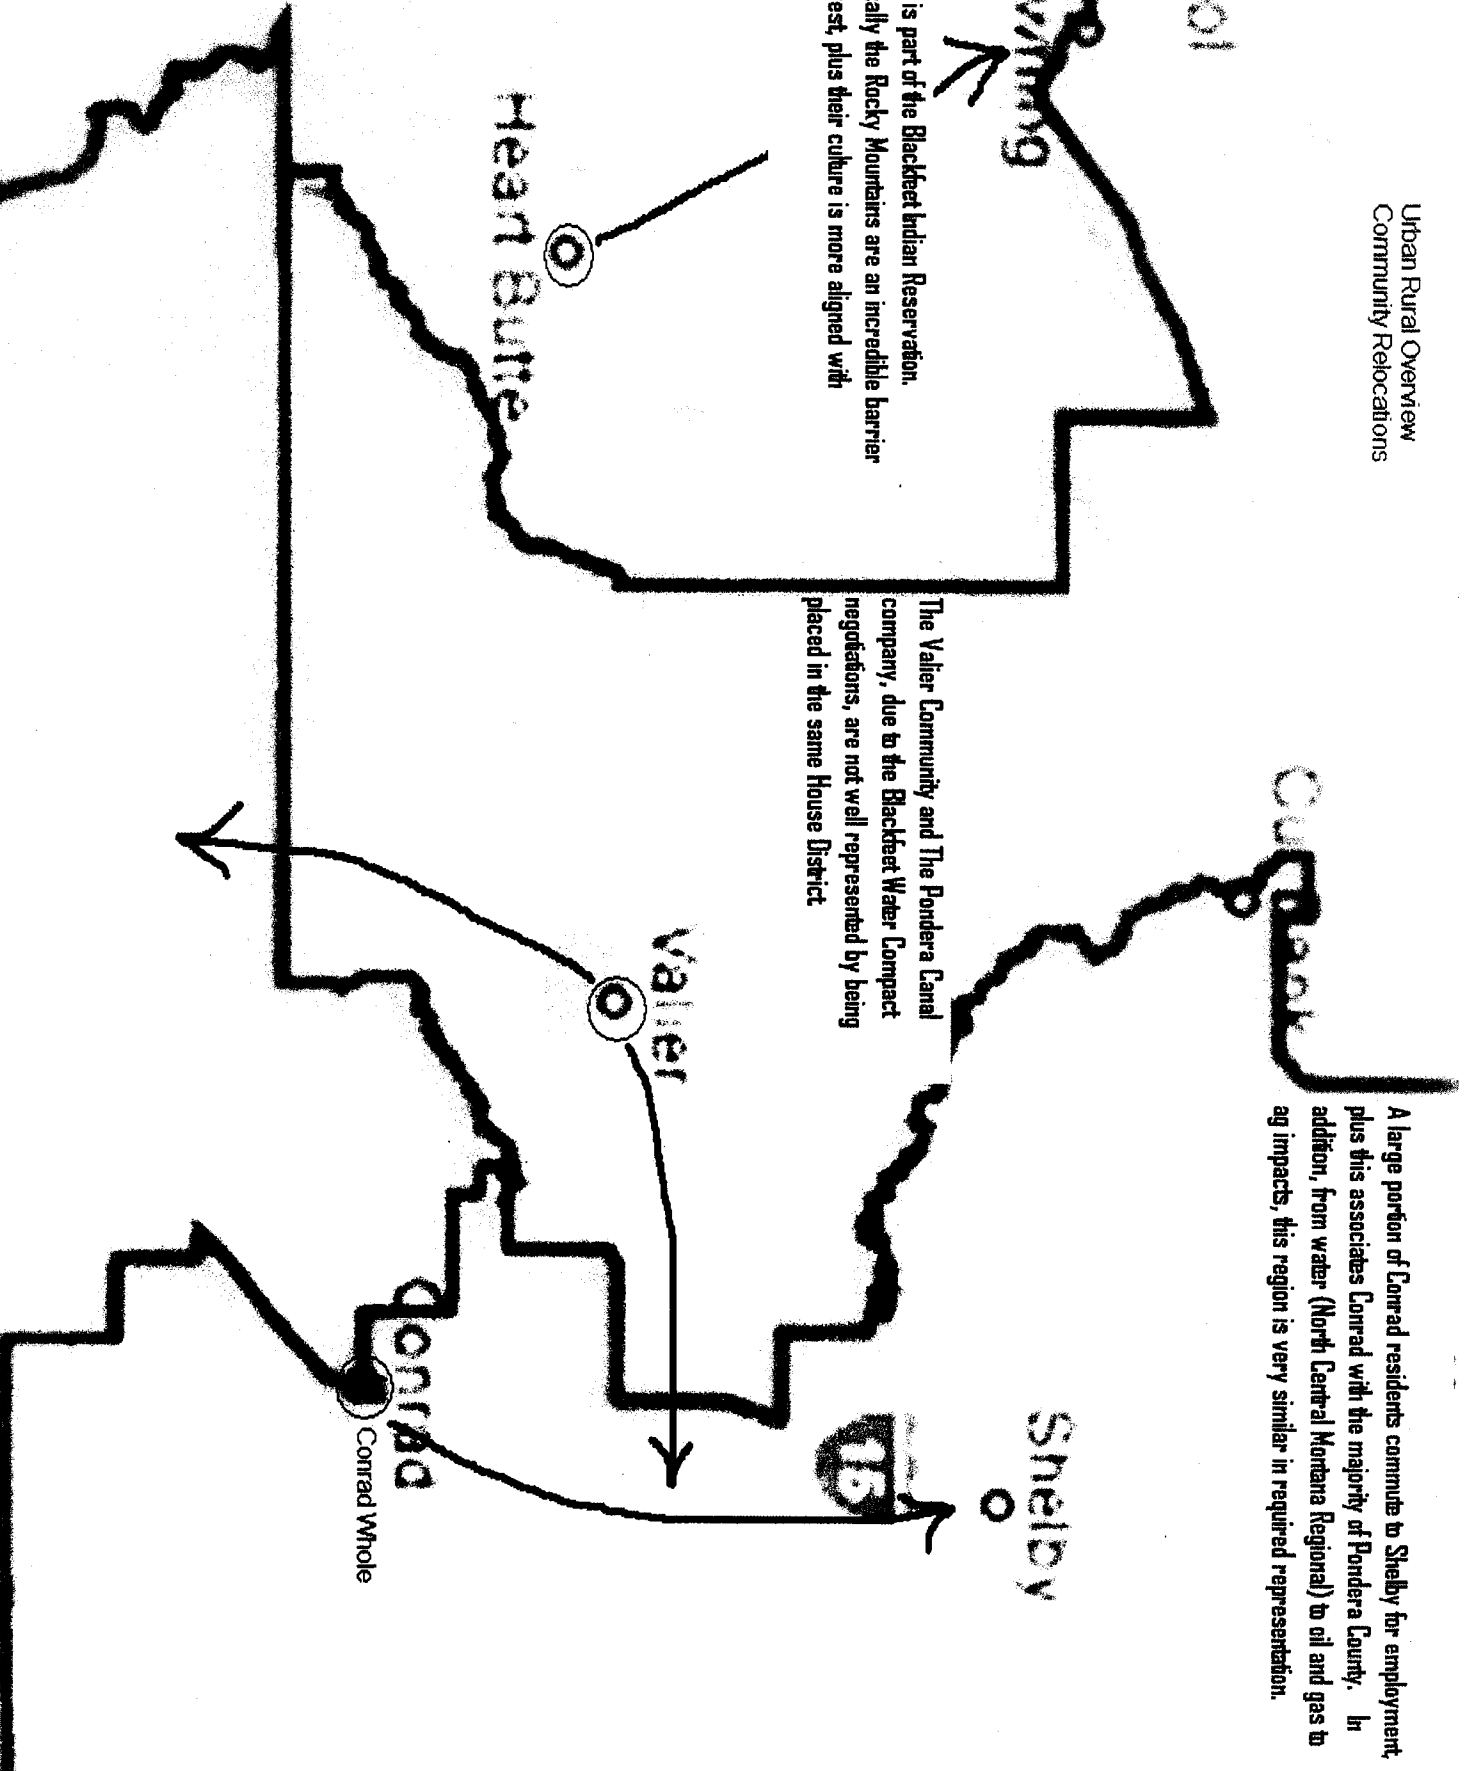 Urban Rural Overview
Community Relocations
is part of the Blackfeet Indian Reservation.
ally the Rocky Mountains are an incredible barrier
est, plus their culture is more aligned with
Heart Butte
The Valier Community and The Pondera Canal
company, due to the Blackfeet Water Compact
negotiations, are not well represented by being
placed in the same House District
Cut Bank
Valier
A large portion of Conrad residents commute to Shelby for employment,
plus this associates Conrad with the majority of Pondera County. In
addition, from water (North Central Montana Regional) to oil and gas to
ag impacts, this region is very similar in required representation.
Shelby
15
Conrad
Conrad Whole